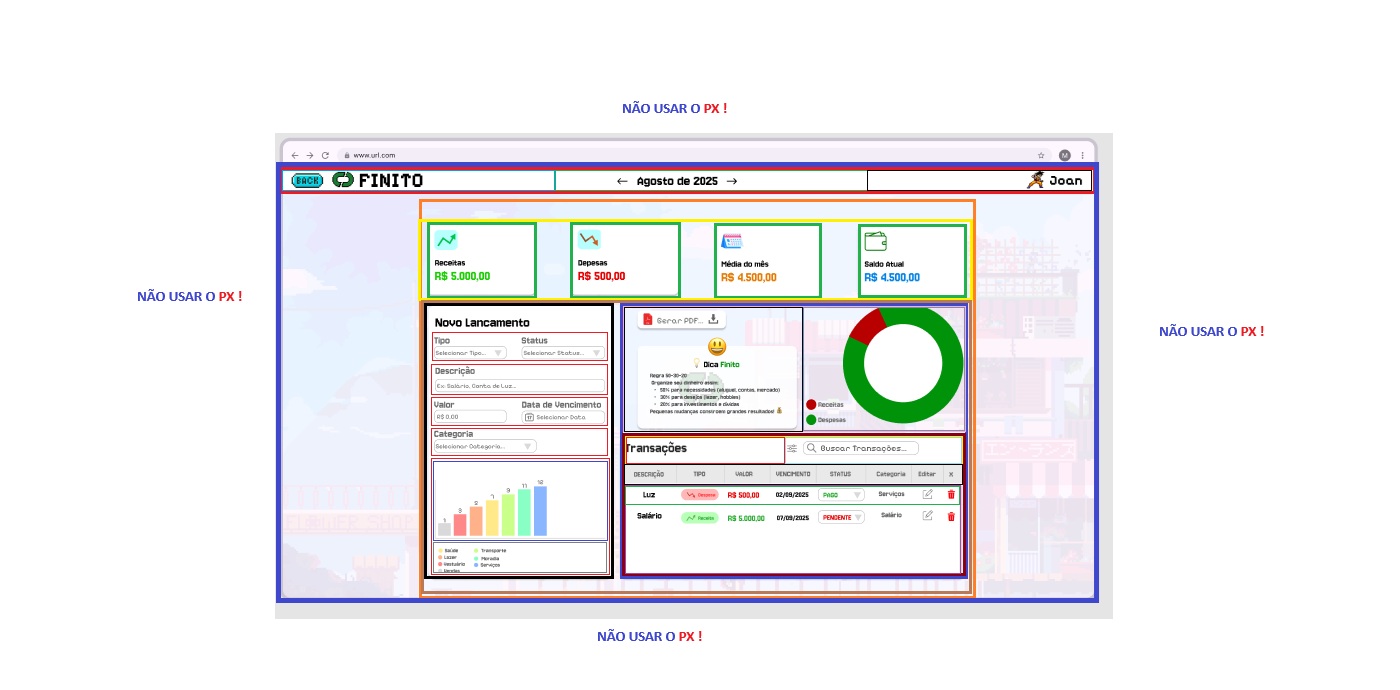 NÃO USAR O PX !
www.url.com
M
BACK FINITO
← Agosto de 2025 →
Joan
NÃO USAR O PX !
NÃO USAR O PX !
Receitas
R$ 5.000,00
Depesas
R$ 500,00
Média do mês
R$ 4.500,00
Saldo Atual
R$ 4.500,00
Novo Lancamento
Tipo Status
Selecionar Tipo... Selecionar Status...
Descrição
Ex: Salário, Conta de Luz...
Valor Data de Vencimento
R$ 0.00 Selecionar Data
Categoria
Selecionar Categoria...
1 3 5 7 9 11 12
Saúde Transporte
Lazer Moradia
Vestuário Serviços
Gerar PDF...
Dica Finito
Regra 50-30-20
Organize seu dinheiro assim:
• 50% para necessidades (aluguel, contas, mercado)
• 30% para desejos (lazer, hobbies)
• 20% para investimentos e dívidas
Pequenas mudanças constroem grandes resultados!
Receitas
Despesas
Transações
Buscar Transações...
DESCRIÇÃO TIPO VALOR VENCIMENTO STATUS Categoria Editar X
Luz Despesa R$ 500,00 02/09/2025 PAGO Serviços
Salário Receita R$ 5.000,00 07/09/2025 PENDENTE Salário
NÃO USAR O PX !